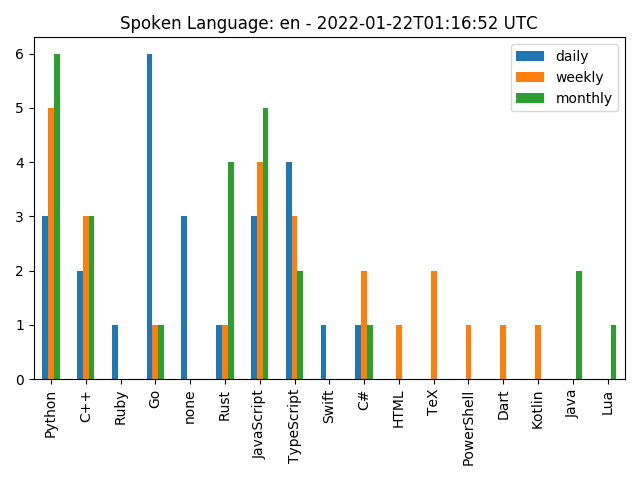 Spoken Language: en - 2022-01-22T01:16:52 UTC
daily
weekly
monthly
6
5
4
3
2
1
0
Python
C++
Ruby
Go
none
Rust
JavaScript
TypeScript
Swift
C#
HTML
TeX
PowerShell
Dart
Kotlin
Java
Lua